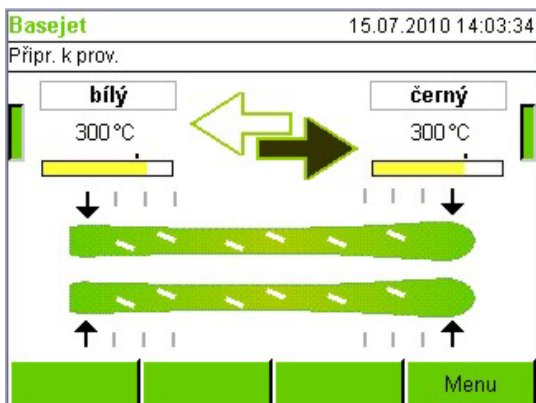 Basejet 15.07.2010 14:03:34
Připr. k prov.
bílý černý
300°C 300°C
Menu